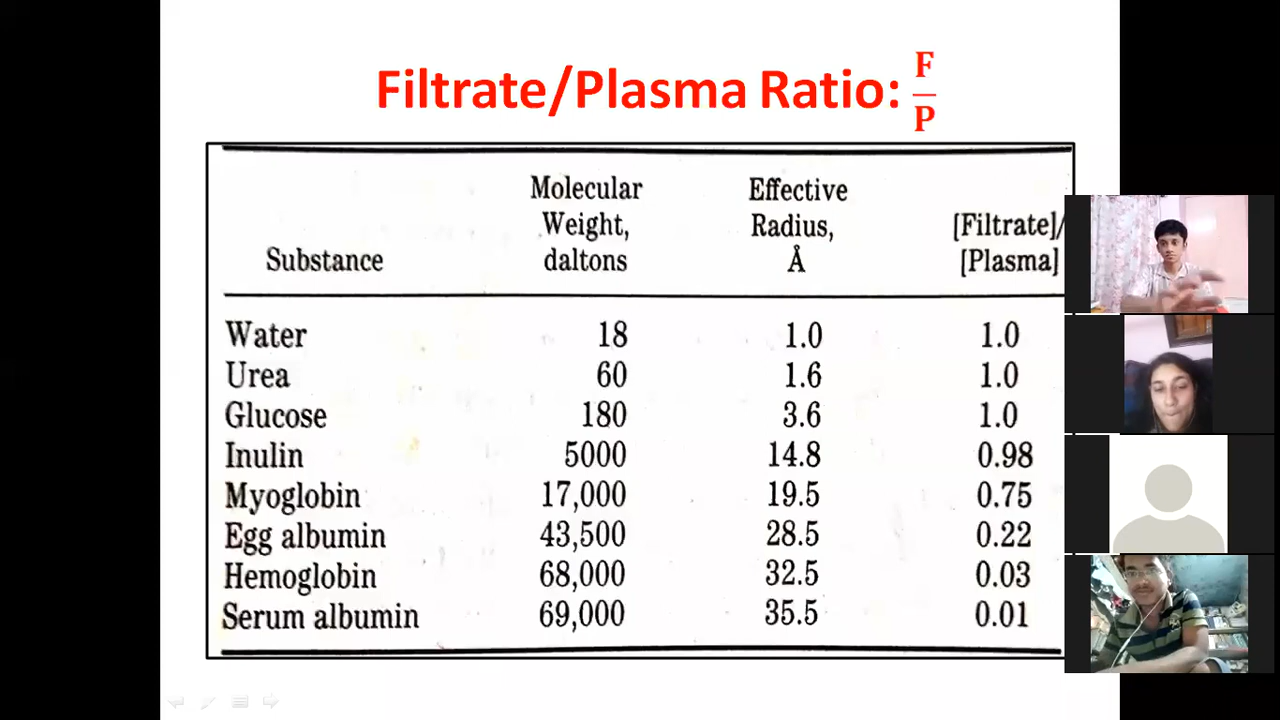 Filtrate/Plasma Ratio: F/P
Molecular Effective
Weight, Radius, [Filtrate]/
Substance daltons Å [Plasma]
Water 18 1.0 1.0
Urea 60 1.6 1.0
Glucose 180 3.6 1.0
Inulin 5000 14.8 0.98
Myoglobin 17,000 19.5 0.75
Egg albumin 43,500 28.5 0.22
Hemoglobin 68,000 32.5 0.03
Serum albumin 69,000 35.5 0.01